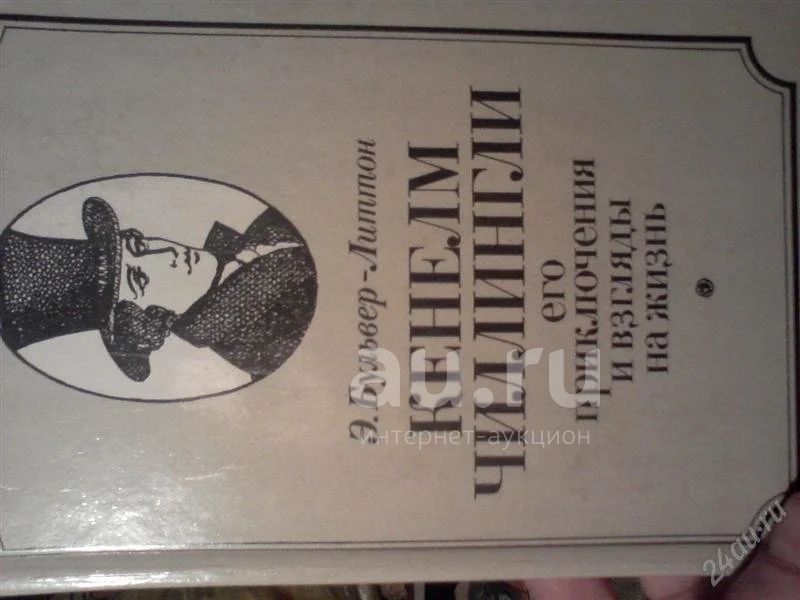 Э. Бульвер-Литтон
КЕНЕЛМ
ЧИЛЛИНГЛИ
его
приключения
и взгляды
на жизнь
au.ru
интернет-аукцион
24au.ru